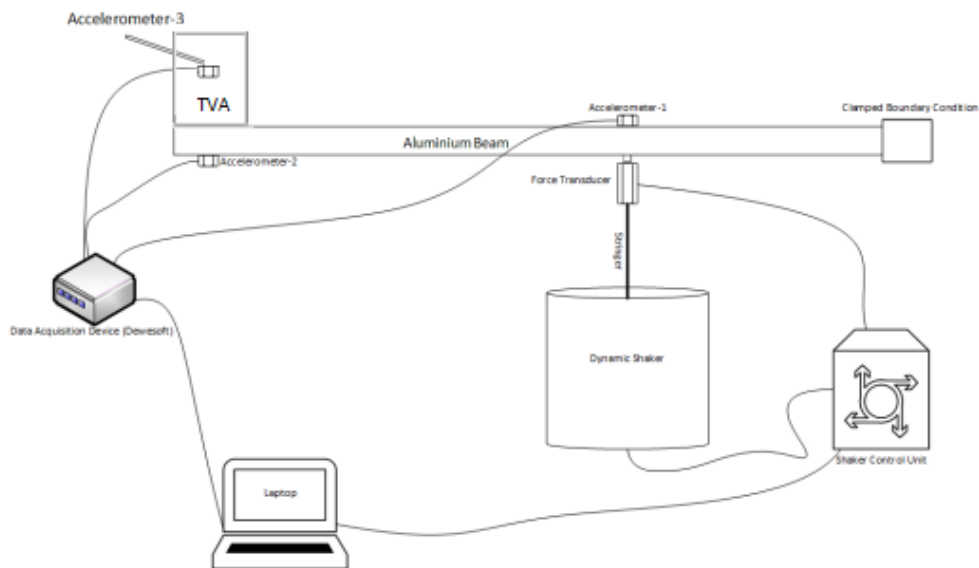 Accelerometer-3
TVA
Accelerometer-1
Clamped Boundary Condition
Aluminium Beam
Accelerometer-2
Force Transducer
Stringer
Data Acquisition Device (Dewesoft)
Dynamic Shaker
Shaker Control Unit
Laptop